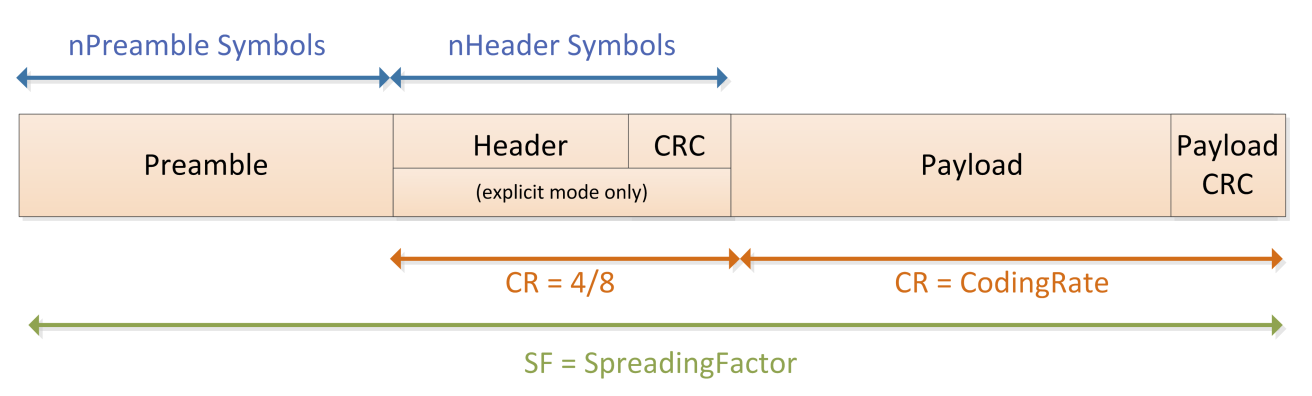 nPreamble Symbols
nHeader Symbols
Preamble
Header
CRC
(explicit mode only)
Payload
Payload
CRC
CR = 4/8
CR = CodingRate
SF = SpreadingFactor